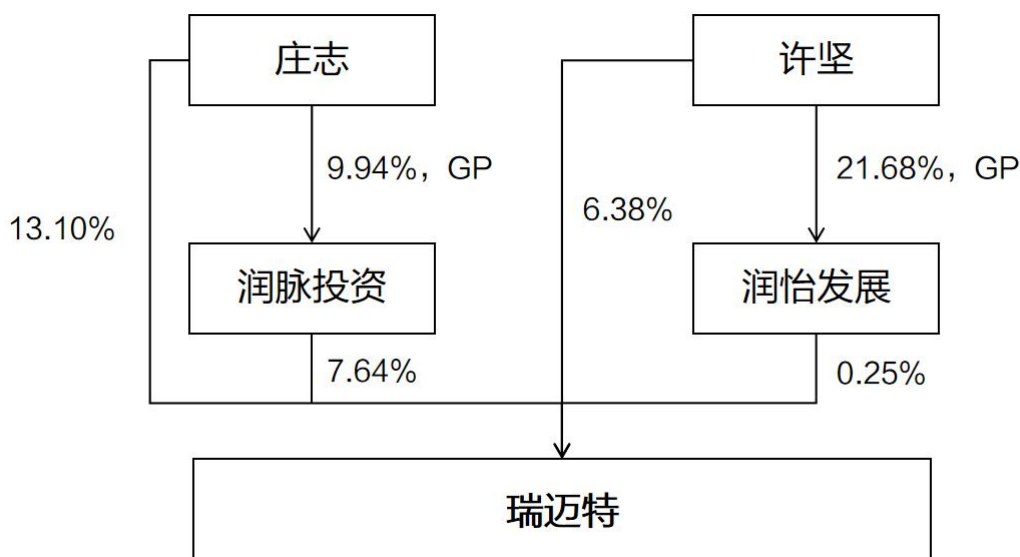 庄志
许坚
9.94%，GP
21.68%，GP
13.10%
6.38%
润脉投资
润怡发展
7.64%
0.25%
瑞迈特